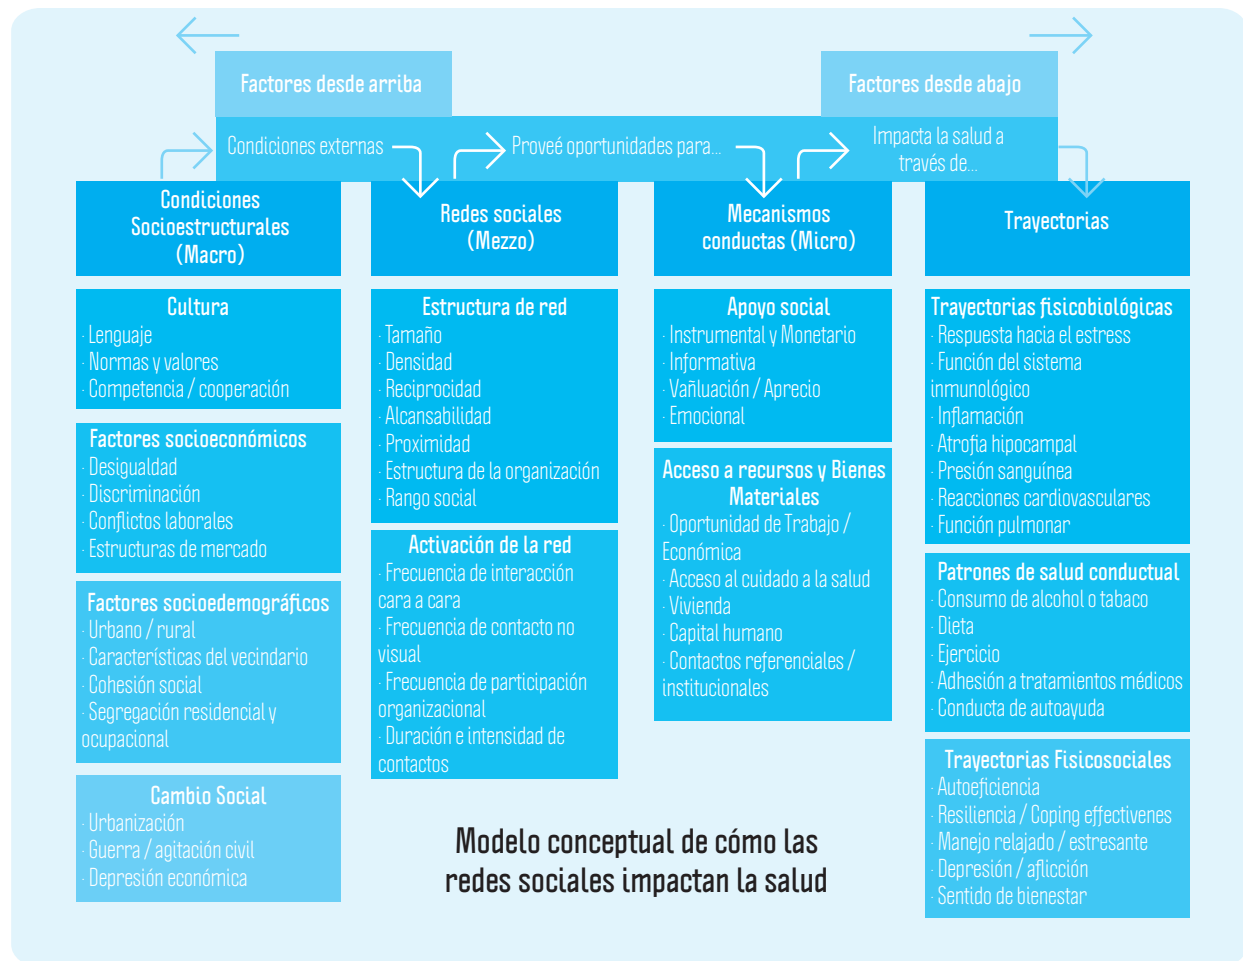 Factores desde arriba
Factores desde abajo
Condiciones externas
Proveé oportunidades para...
Impacta la salud a
través de...
Condiciones
Socioestructurales
(Macro)
Cultura
· Lenguaje
· Normas y valores
· Competencia / cooperación
Factores socioeconómicos
· Desigualdad
· Discriminación
· Conflictos laborales
· Estructuras de mercado
Factores socioedemográficos
· Urbano / rural
· Características del vecindario
· Cohesión social
· Segregación residencial y
ocupacional
Cambio Social
· Urbanización
· Guerra / agitación civil
· Depresión económica
Redes sociales
(Mezzo)
Estructura de red
· Tamaño
· Densidad
· Reciprocidad
· Alcansabilidad
· Proximidad
· Estructura de la organización
· Rango social
Activación de la red
· Frecuencia de interacción
cara a cara
· Frecuencia de contacto no
visual
· Frecuencia de participación
organizacional
· Duración e intensidad de
contactos
Mecanismos
conductas (Micro)
Apoyo social
· Instrumental y Monetario
· Informativa
· Vañluación / Aprecio
· Emocional
Acceso a recursos y Bienes
Materiales
· Oportunidad de Trabajo /
Económica
· Acceso al cuidado a la salud
· Vivienda
· Capital humano
· Contactos referenciales /
institucionales
Trayectorias
Trayectorias fisicobiológicas
· Respuesta hacia el estress
· Función del sistema
inmunológico
· Inflamación
· Atrofia hipocampal
· Presión sanguínea
· Reacciones cardiovasculares
· Función pulmonar
Patrones de salud conductual
· Consumo de alcohol o tabaco
· Dieta
· Ejercicio
· Adhesión a tratamientos médicos
· Conducta de autoayuda
Trayectorias Fisicosociales
· Autoeficiencia
· Resiliencia / Coping effectivenes
· Manejo relajado / estresante
· Depresión / aflicción
· Sentido de bienestar
Modelo conceptual de cómo las
redes sociales impactan la salud